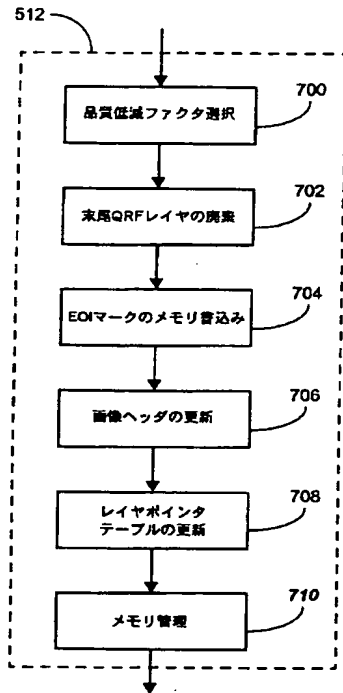 512
700
品質低減ファクタ選択
702
末尾QRFレイヤの廃棄
704
EOIマークのメモリ書込み
706
画像ヘッダの更新
708
レイヤポインタ
テーブルの更新
710
メモリ管理